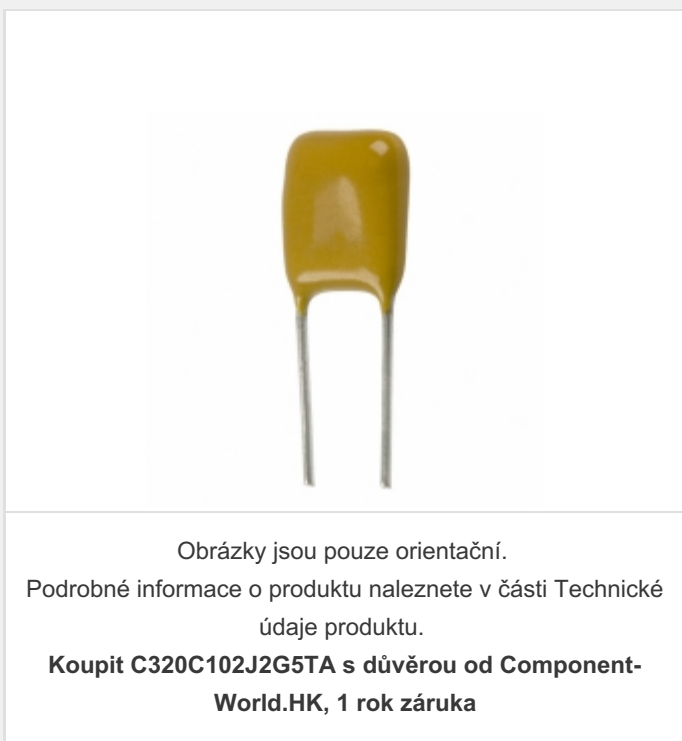 Obrázky jsou pouze orientační.
Podrobné informace o produktu naleznete v části Technické
údaje produktu.
Koupit C320C102J2G5TA s důvěrou od Component-
World.HK, 1 rok záruka